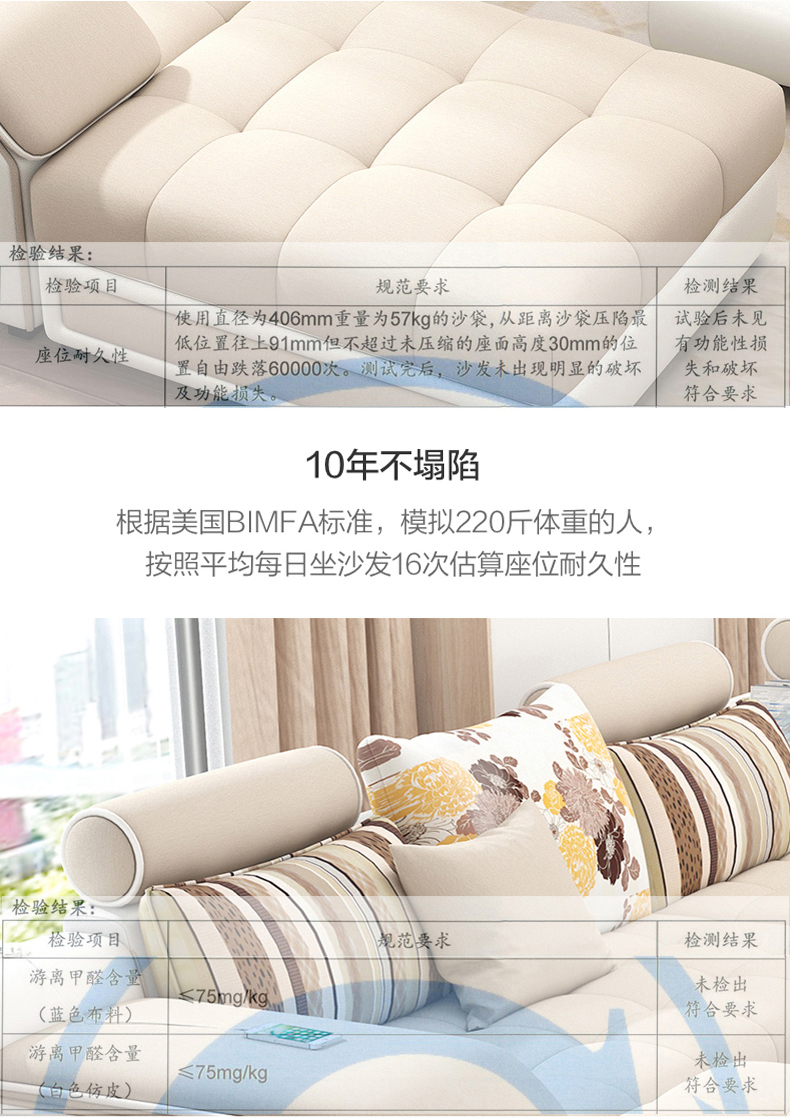 检验结果:
检验项目 规范要求 检测结果
使用直径为406mm重量为57kg的沙袋,从距离沙袋压陷最 试验后未见
低位置往上91mm但不超过未压缩的座面高度30mm的位 有功能性损
座位耐久性 置自由跌落60000次。测试完后,沙发未出现明显的破坏 失和破坏
及功能损失。 符合要求
10年不塌陷
根据美国BIMFA标准，模拟220斤体重的人，
按照平均每日坐沙发16次估算座位耐久性
检验结果:
检验项目 规范要求 检测结果
游离甲醛含量 未检出
(蓝色布料) ≤75mg/kg 符合要求
游离甲醛含量 未检出
(白色仿皮) ≤75mg/kg 符合要求